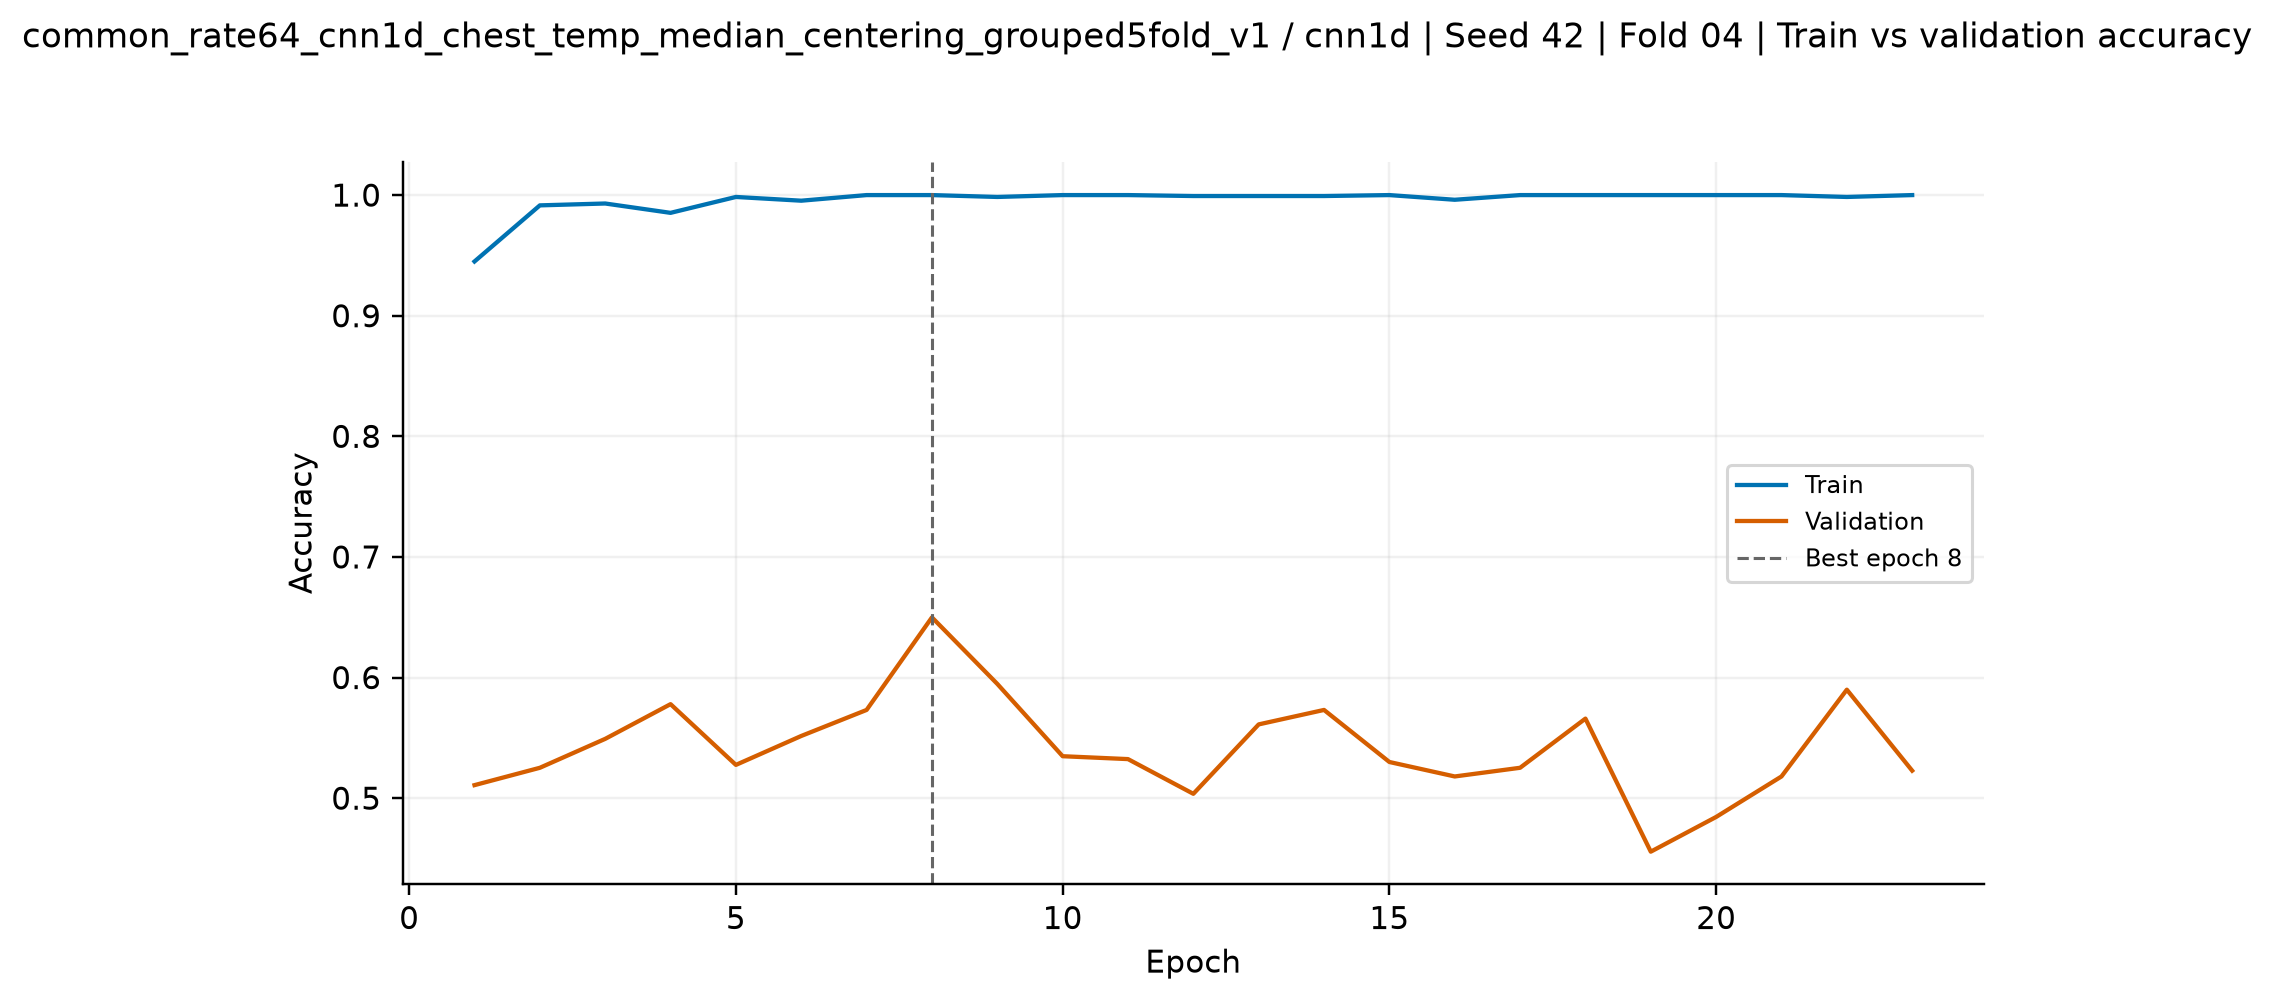 common_rate64_cnn1d_chest_temp_median_centering_grouped5fold_v1 / cnn1d | Seed 42 | Fold 04 | Train vs validation accuracy
1.0
0.9
0.8
0.7
0.6
0.5
Accuracy
Train
Validation
Best epoch 8
0 5 10 15 20
Epoch